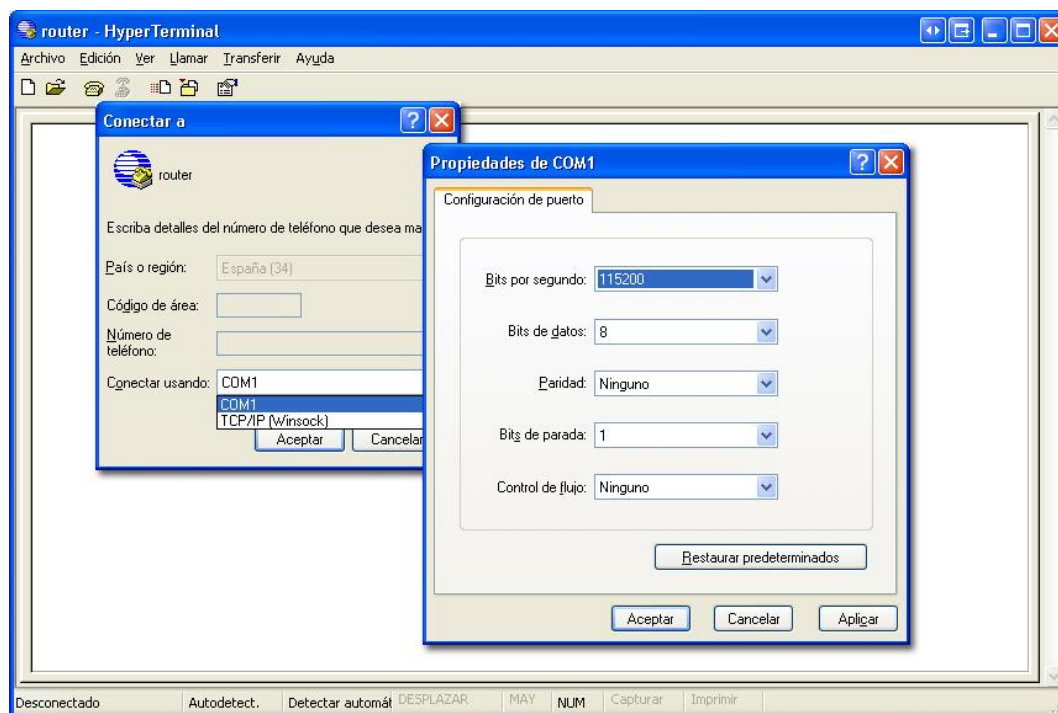 router - HyperTerminal
Archivo Edición Ver Llamar Transferir Ayuda
Conectar a
router
Escriba detalles del número de teléfono que desea ma
País o región: España (34)
Código de área:
Número de
teléfono:
Conectar usando: COM1
COM1
TCP/IP (Winsock)
Aceptar Cancelar
Propiedades de COM1
Configuración de puerto
Bits por segundo: 115200
Bits de datos: 8
Paridad: Ninguno
Bits de parada: 1
Control de flujo: Ninguno
Restaurar predeterminados
Aceptar Cancelar Aplicar
Desconectado Autodetect. Detectar automát DESPLAZAR MAY NUM Capturar Imprimir